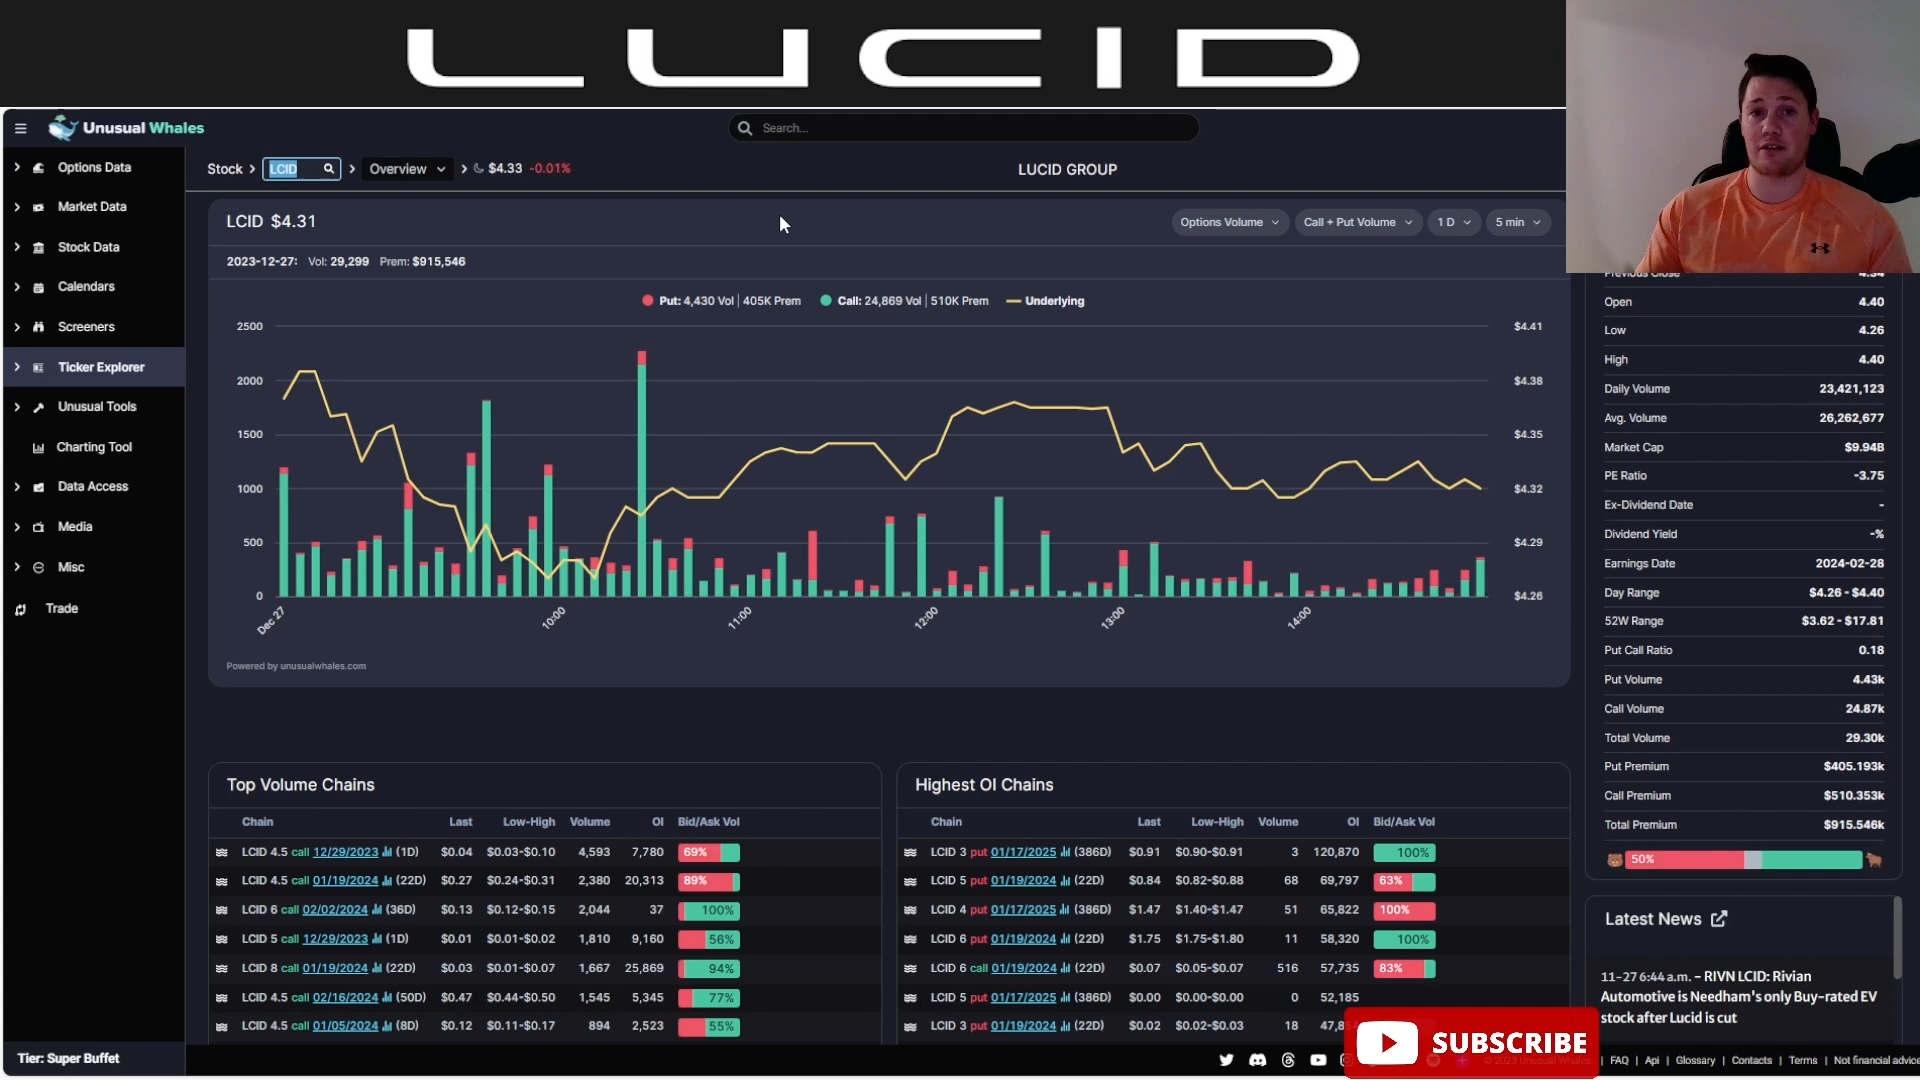 LUCID
Unusual Whales
Search...
Stock > LCID > Overview > $4.33 -0.01%
LUCID GROUP
Options Data
Market Data
Stock Data
Calendars
Screeners
Ticker Explorer
Unusual Tools
Charting Tool
Data Access
Media
Misc
Trade
Tier: Super Buffet
LCID $4.31
Options Volume
Call + Put Volume
1 D
5 min
2023-12-27: Vol: 29,299 Prem: $915,546
Put: 4,430 Vol | 405K Prem
Call: 24,869 Vol | 510K Prem
Underlying
2500 $4.41
2000 $4.38
1500 $4.35
1000 $4.32
500 $4.29
0 $4.26
Dec 27 10:00 11:00 12:00 13:00 14:00
Powered by unusualwhales.com
Previous Close 4.34
Open 4.40
Low 4.26
High 4.40
Daily Volume 23,421,123
Avg. Volume 26,262,677
Market Cap $9.94B
PE Ratio -3.75
Ex-Dividend Date -
Dividend Yield -%
Earnings Date 2024-02-28
Day Range $4.26 - $4.40
52W Range $3.62 - $17.81
Put Call Ratio 0.18
Put Volume 4.43k
Call Volume 24.87k
Total Volume 29.30k
Put Premium $405.193k
Call Premium $510.353k
Total Premium $915.546k
50%
Top Volume Chains
Chain Last Low-High Volume OI Bid/Ask Vol
LCID 4.5 call 12/29/2023 (1D) $0.04 $0.03-$0.10 4,593 7,780 69%
LCID 4.5 call 01/19/2024 (22D) $0.27 $0.24-$0.31 2,380 20,313 89%
LCID 6 call 02/02/2024 (36D) $0.13 $0.12-$0.15 2,044 37 100%
LCID 5 call 12/29/2023 (1D) $0.01 $0.01-$0.02 1,810 9,160 56%
LCID 8 call 01/19/2024 (22D) $0.03 $0.01-$0.07 1,667 25,869 94%
LCID 4.5 call 02/16/2024 (50D) $0.47 $0.44-$0.50 1,545 5,345 77%
LCID 4.5 call 01/05/2024 (8D) $0.12 $0.11-$0.17 894 2,523 55%
Highest OI Chains
Chain Last Low-High Volume OI Bid/Ask Vol
LCID 3 put 01/17/2025 (386D) $0.91 $0.90-$0.91 3 120,870 100%
LCID 5 put 01/19/2024 (22D) $0.84 $0.82-$0.88 68 69,797 63%
LCID 4 put 01/17/2025 (386D) $1.47 $1.40-$1.47 51 65,822 100%
LCID 6 put 01/19/2024 (22D) $1.75 $1.75-$1.80 11 58,320 100%
LCID 6 call 01/19/2024 (22D) $0.07 $0.05-$0.07 516 57,735 83%
LCID 5 put 01/17/2025 (386D) $0.00 $0.00-$0.00 0 52,185
LCID 3 put 01/19/2024 (22D) $0.02 $0.02-$0.03 18
Latest News
11-27 6:44 a.m. - RIVN LCID: Rivian
Automotive is Needham's only Buy-rated EV
stock after Lucid is cut
SUBSCRIBE
| FAQ | Api | Glossary | Contacts | Terms | Not financial advice